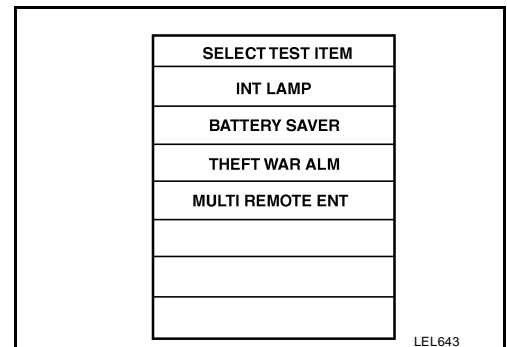 SELECT TEST ITEM
INT LAMP
BATTERY SAVER
THEFT WAR ALM
MULTI REMOTE ENT
LEL643